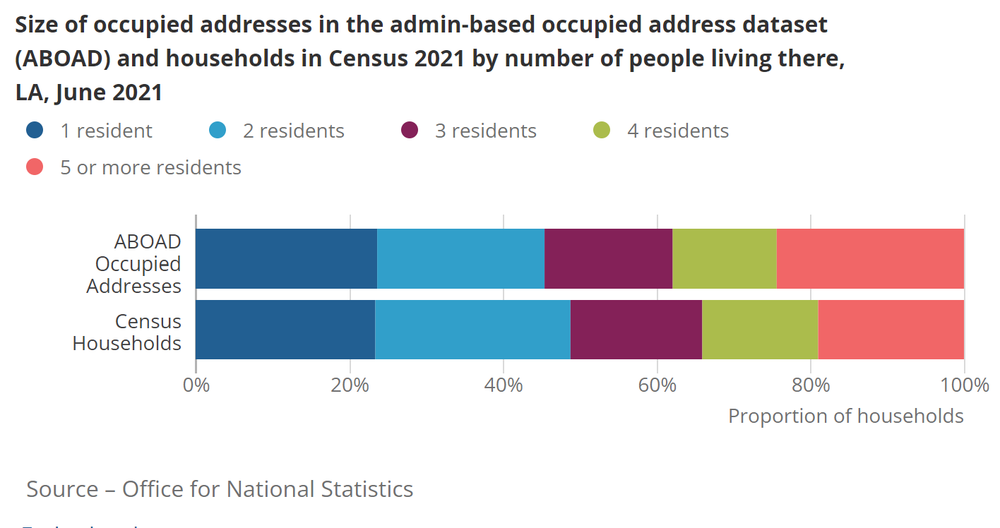 Size of occupied addresses in the admin-based occupied address dataset
(ABOAD) and households in Census 2021 by number of people living there,
LA, June 2021
1 resident 2 residents 3 residents 4 residents
5 or more residents
ABOAD
Occupied
Addresses
Census
Households
0% 20% 40% 60% 80% 100%
Proportion of households
Source – Office for National Statistics